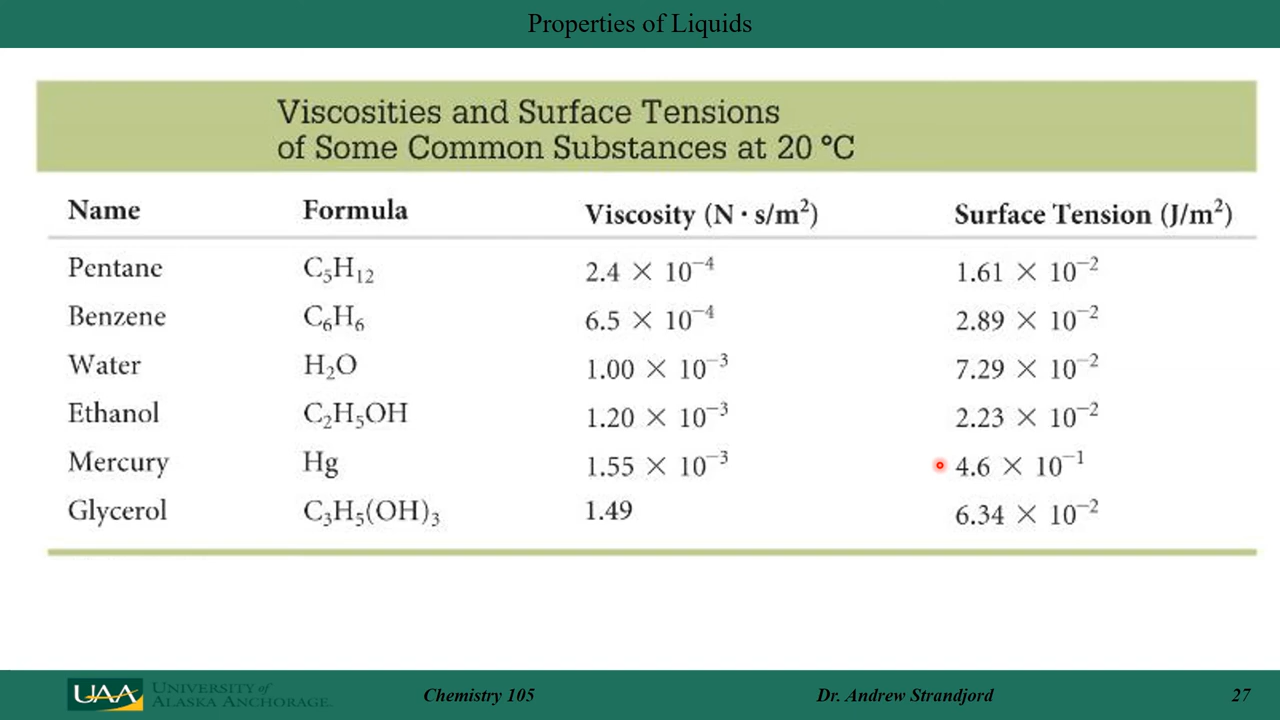 Properties of Liquids
Viscosities and Surface Tensions
of Some Common Substances at 20 °C
Name Formula Viscosity (N · s/m²) Surface Tension (J/m²)
Pentane C₅H₁₂ 2.4 × 10⁻⁴ 1.61 × 10⁻²
Benzene C₆H₆ 6.5 × 10⁻⁴ 2.89 × 10⁻²
Water H₂O 1.00 × 10⁻³ 7.29 × 10⁻²
Ethanol C₂H₅OH 1.20 × 10⁻³ 2.23 × 10⁻²
Mercury Hg 1.55 × 10⁻³ 4.6 × 10⁻¹
Glycerol C₃H₅(OH)₃ 1.49 6.34 × 10⁻²
UAA UNIVERSITY of
ALASKA ANCHORAGE.
Chemistry 105 Dr. Andrew Strandjord 27